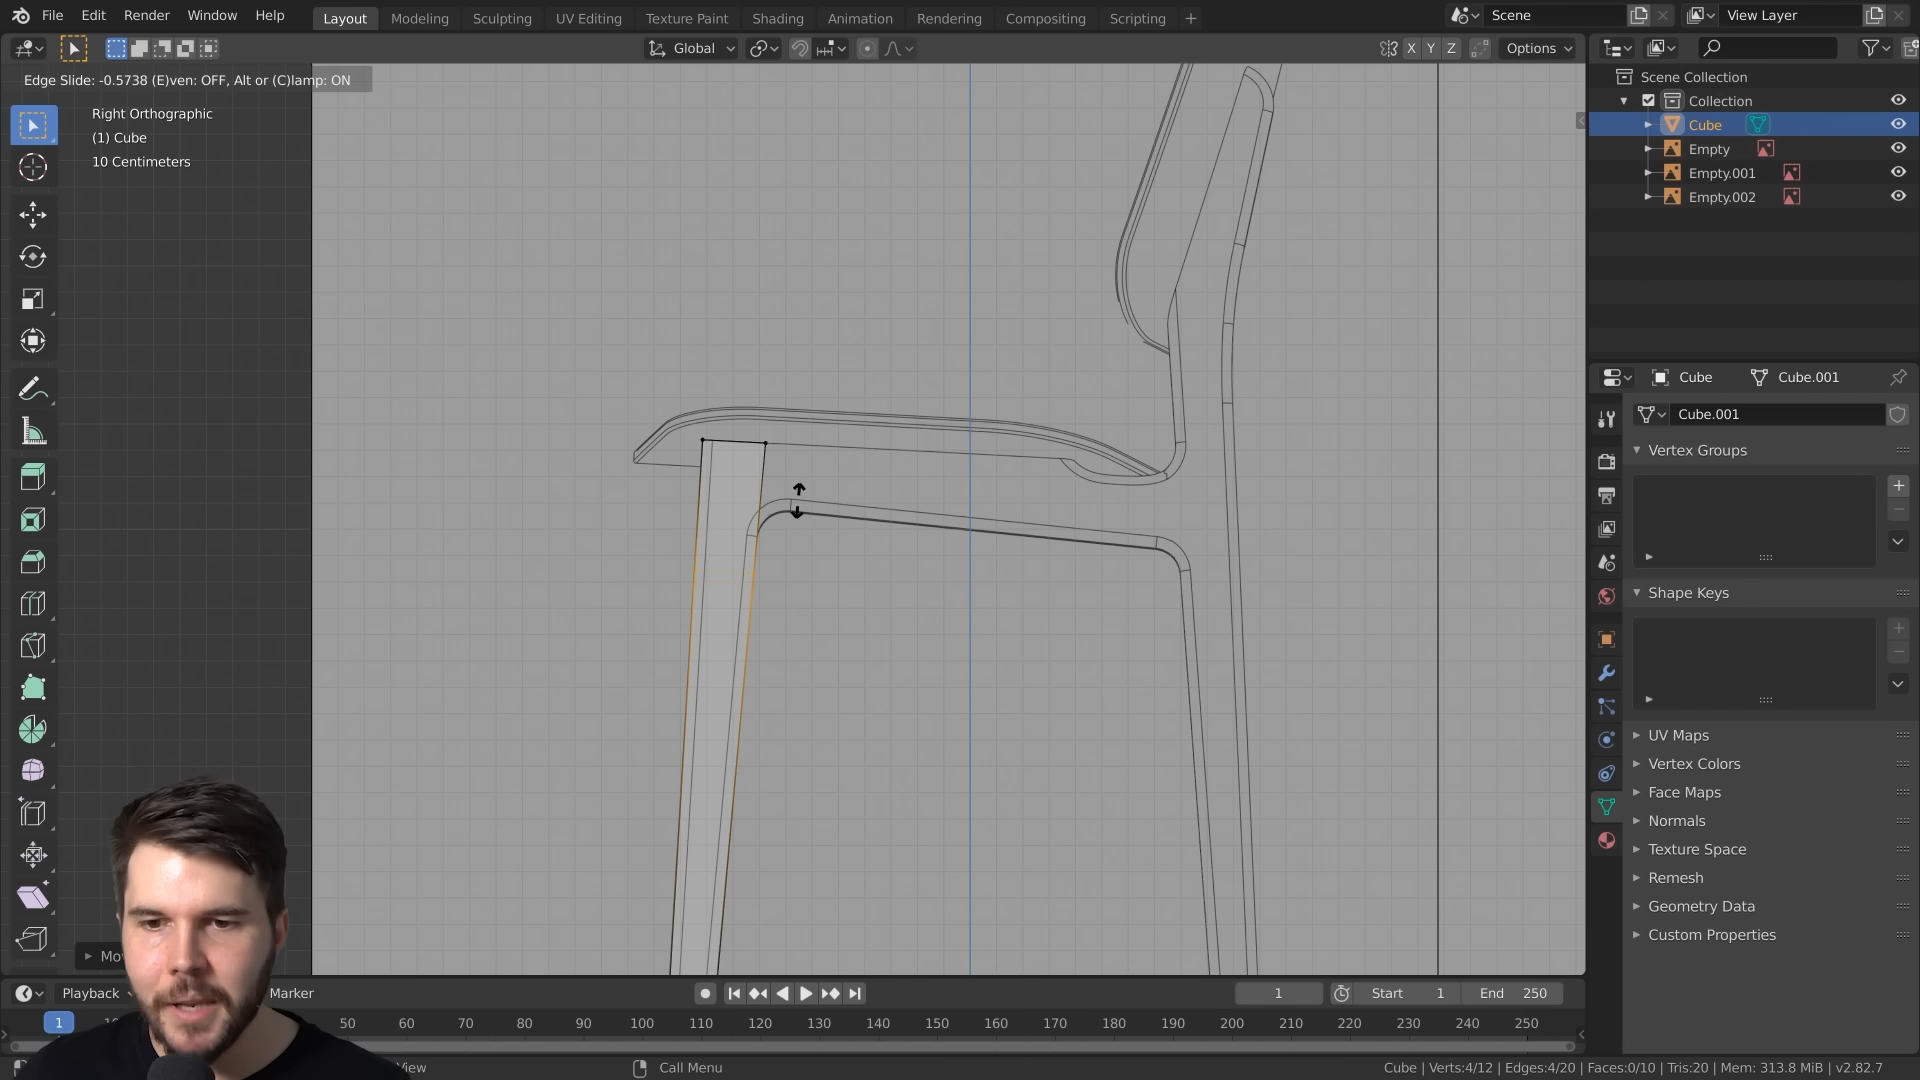 File Edit Render Window Help
Layout Modeling Sculpting UV Editing Texture Paint Shading Animation Rendering Compositing Scripting +
Scene
View Layer
Global
X Y Z
Options
Edge Slide: -0.5738 (E)ven: OFF, Alt or (C)lamp: ON
Right Orthographic
(1) Cube
10 Centimeters
Scene Collection
Collection
Cube
Empty
Empty.001
Empty.002
Cube
Cube.001
Cube.001
Vertex Groups
Shape Keys
UV Maps
Vertex Colors
Face Maps
Normals
Texture Space
Remesh
Geometry Data
Custom Properties
Playback
Marker
1
Start 1
End 250
1
50 60 70 80 90 100 110 120 130 140 150 160 170 180 190 200 210 220 230 240 250
Call Menu
Cube | Verts:4/12 | Edges:4/20 | Faces:0/10 | Tris:20 | Mem: 313.8 MiB | v2.82.7